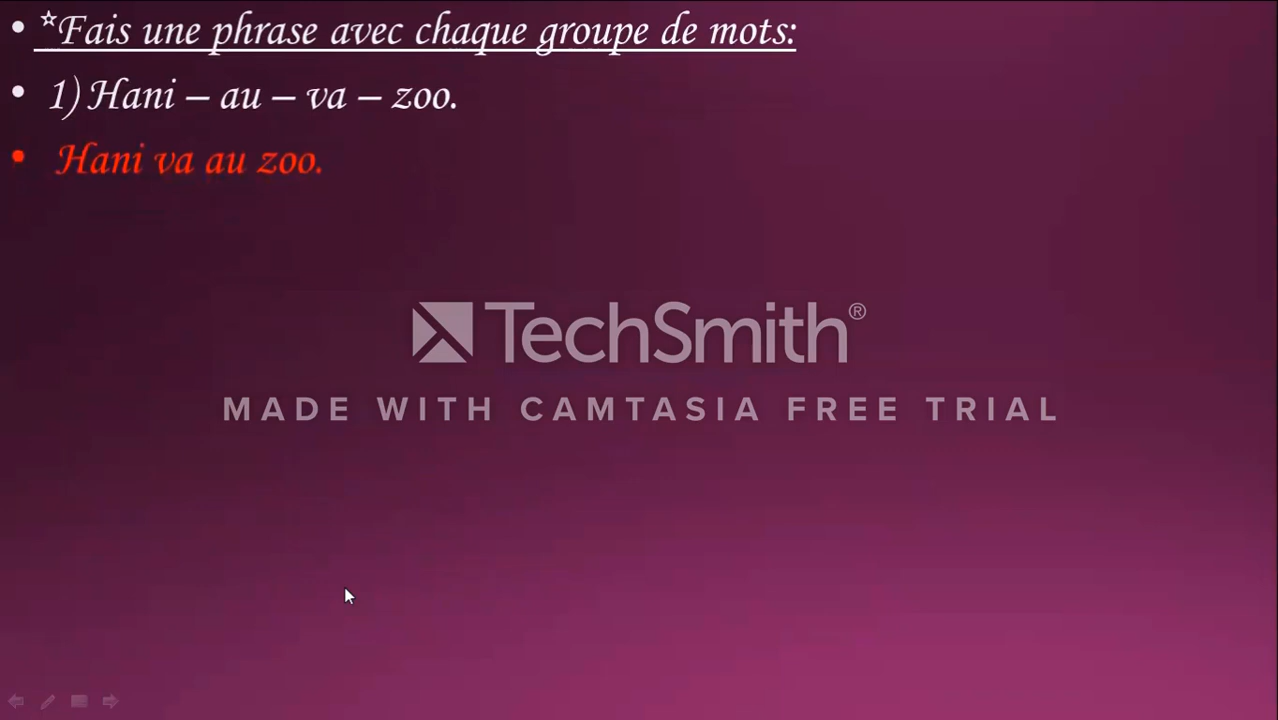 • *Fais une phrase avec chaque groupe de mots:
• 1) Hani – au – va – zoo.
• Hani va au zoo.
TechSmith®
MADE WITH CAMTASIA FREE TRIAL